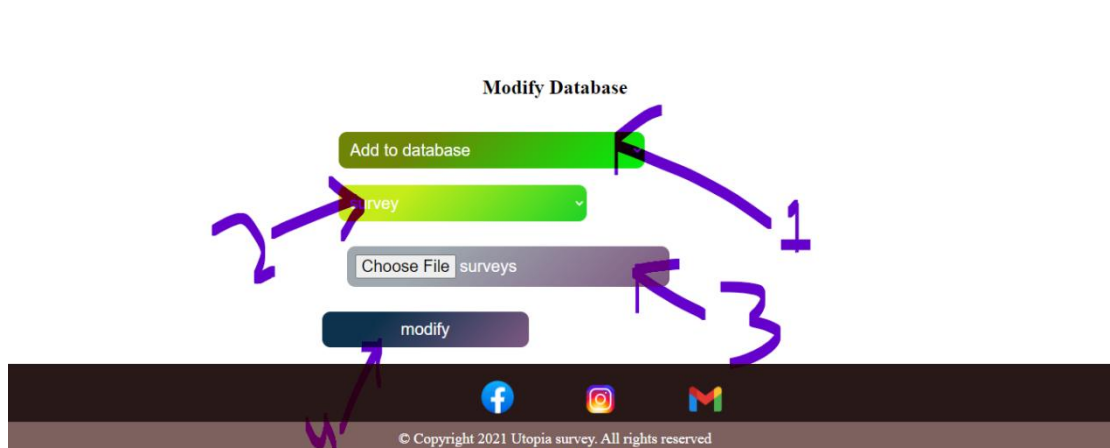 Modify Database
Add to database
1
survey
2
Choose File surveys
3
modify
4
© Copyright 2021 Utopia survey. All rights reserved